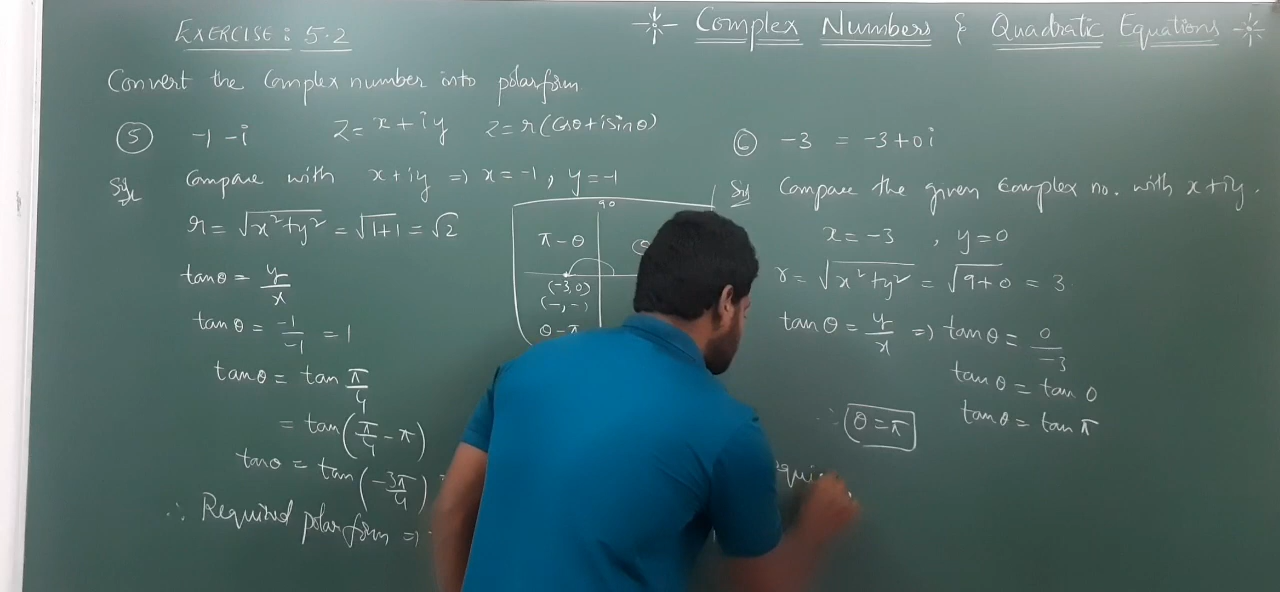 EXERCISE: 5.2
✳ Complex Numbers & Quadratic Equations ✳
Convert the Complex number into polar form
⑤ -1 - i z = x + iy z = r(cosθ + isinθ)
Sol Compare with x + iy => x = -1, y = -1
r = √x²+y² = √1+1 = √2
tanθ = y/x
tanθ = -1/-1 = 1
tanθ = tan π/4
= tan(π/4 - π)
tanθ = tan(-3π/4)
∴ Required polar form =>
90
π - θ
(-3,0)
(-,-)
θ - π
⑥ -3 = -3+0i
Sol Compare the given Complex no. with x + iy.
x = -3 , y = 0
r = √x²+y² = √9+0 = 3
tanθ = y/x => tanθ = 0/-3
tanθ = tan 0
tanθ = tan π
∴ θ = π